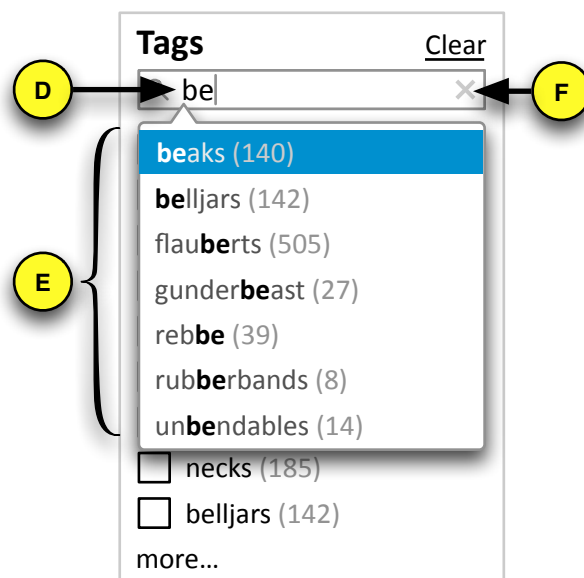 Tags Clear
D be F
beaks (140)
belljars (142)
flauberts (505)
E gunderbeast (27)
rebbe (39)
rubberbands (8)
unbendables (14)
necks (185)
belljars (142)
more...